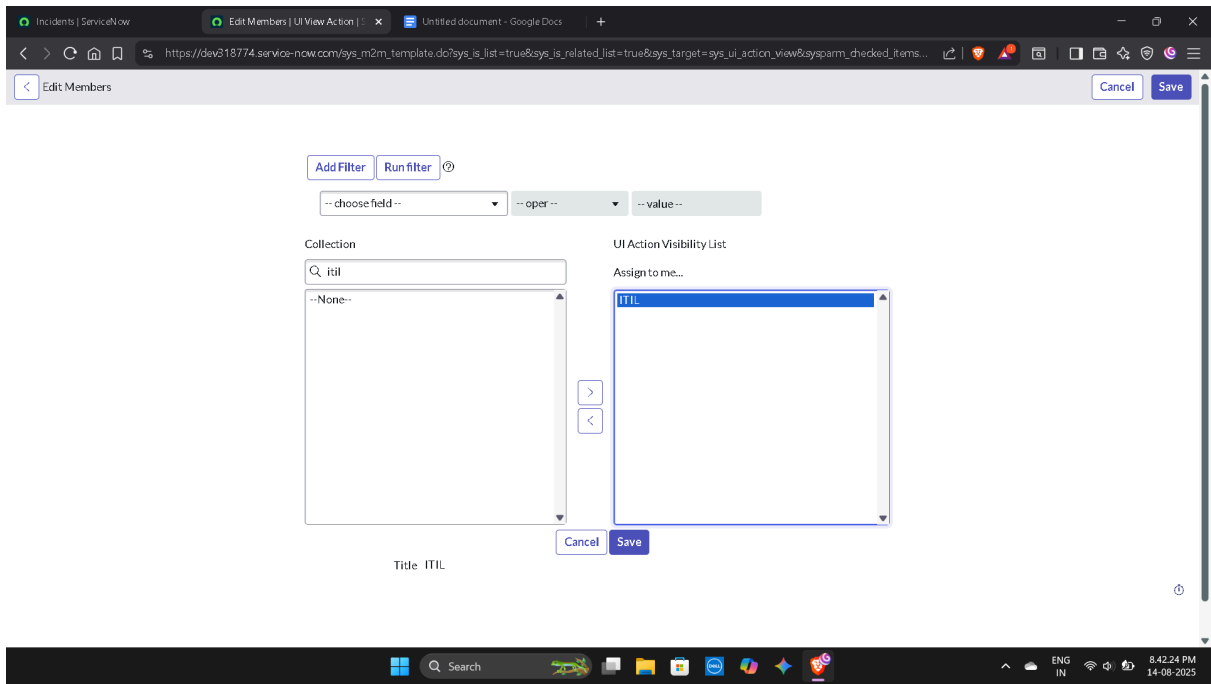 Incidents | ServiceNow
Edit Members | UI View Action | S
Untitled document - Google Docs
https://dev318774.service-now.com/sys_m2m_template.do?sys_is_list=true&sys_is_related_list=true&sys_target=sys_ui_action_view&sysparm_checked_items...
Edit Members
Cancel
Save
Add Filter
Run filter
-- choose field --
-- oper --
-- value --
Collection
UI Action Visibility List
itil
Assign to me...
--None--
ITIL
Cancel
Save
Title ITIL
Search
DELL
ENG
IN
8.42.24 PM
14-08-2025